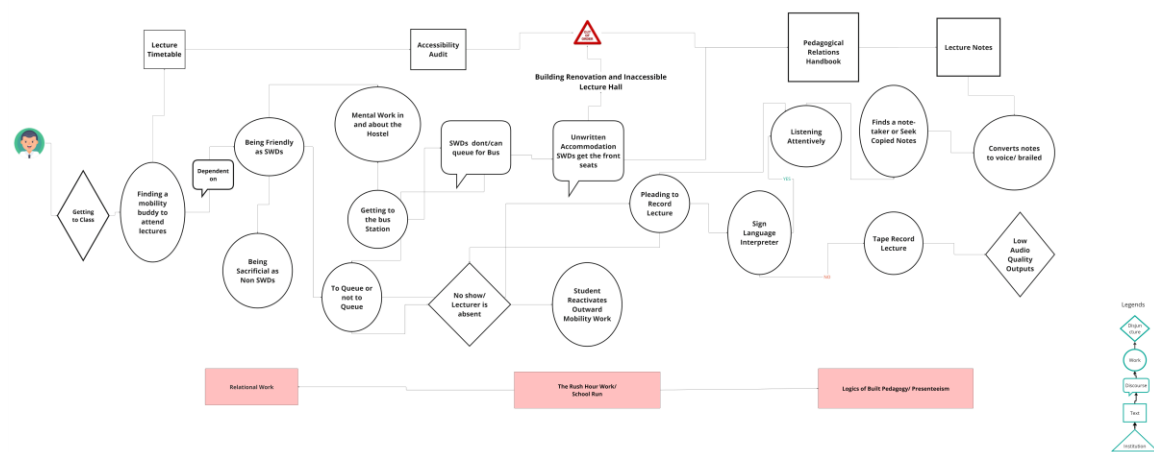 Lecture
Timetable
Accessibility
Audit
Building Renovation and Inaccessible
Lecture Hall
Pedagogical
Relations
Handbook
Lecture Notes
Getting
to Class
Finding a
mobility
buddy to
attend
lectures
Dependent
on
Being Friendly
as SWDs
Being
Sacrificial as
Non SWDs
Mental Work in
and about the
Hostel
Getting to
the bus
Station
To Queue or
not to
Queue
SWDs dont/can
queue for Bus
Unwritten
Accommodation
SWDs get the front
seats
No show/
Lecturer is
absent
Student
Reactivates
Outward
Mobility Work
Pleading to
Record
Lecture
Sign
Language
Interpreter
YES
NO
Listening
Attentively
Finds a note-
taker or Seek
Copied Notes
Converts notes
to voice/ brailed
Tape Record
Lecture
Low
Audio
Quality
Outputs
Relational Work
The Rush Hour Work/
School Run
Logics of Built Pedagogy/ Presenteeism
Legends
Disjun
cture
Work
Discourse
Text
Institution